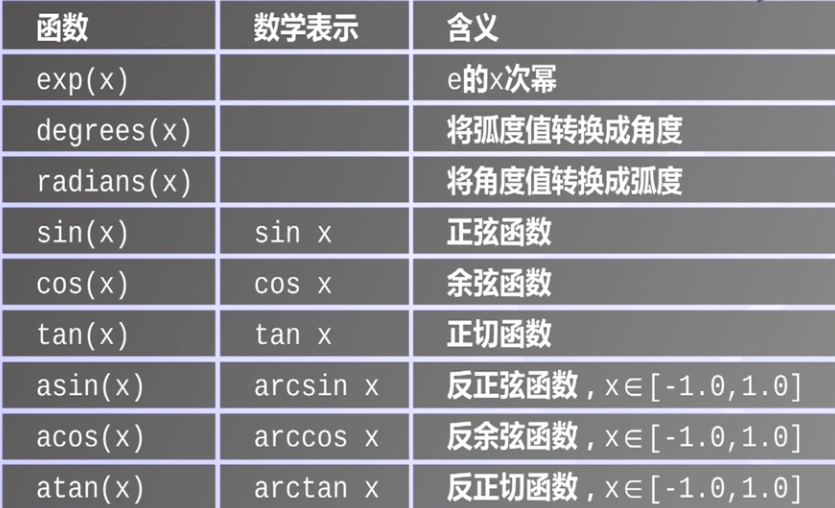 函数 数学表示 含义
exp(x) e的x次幂
degrees(x) 将弧度值转换成角度
radians(x) 将角度值转换成弧度
sin(x) sin x 正弦函数
cos(x) cos x 余弦函数
tan(x) tan x 正切函数
asin(x) arcsin x 反正弦函数，x∈[-1.0,1.0]
acos(x) arccos x 反余弦函数，x∈[-1.0,1.0]
atan(x) arctan x 反正切函数，x∈[-1.0,1.0]